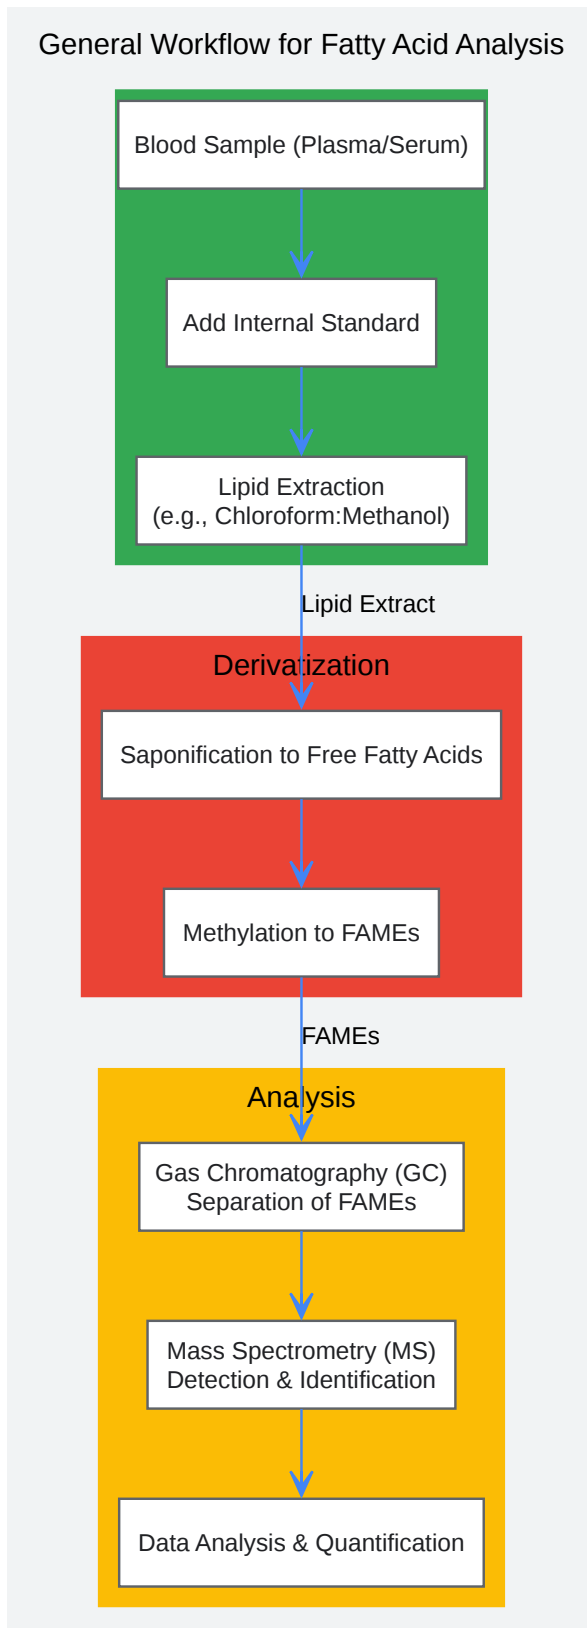 General Workflow for Fatty Acid Analysis
Blood Sample (Plasma/Serum)
Add Internal Standard
Lipid Extraction
(e.g., Chloroform:Methanol)
Lipid Extract
Derivatization
Saponification to Free Fatty Acids
Methylation to FAMEs
FAMEs
Analysis
Gas Chromatography (GC)
Separation of FAMEs
Mass Spectrometry (MS)
Detection & Identification
Data Analysis & Quantification